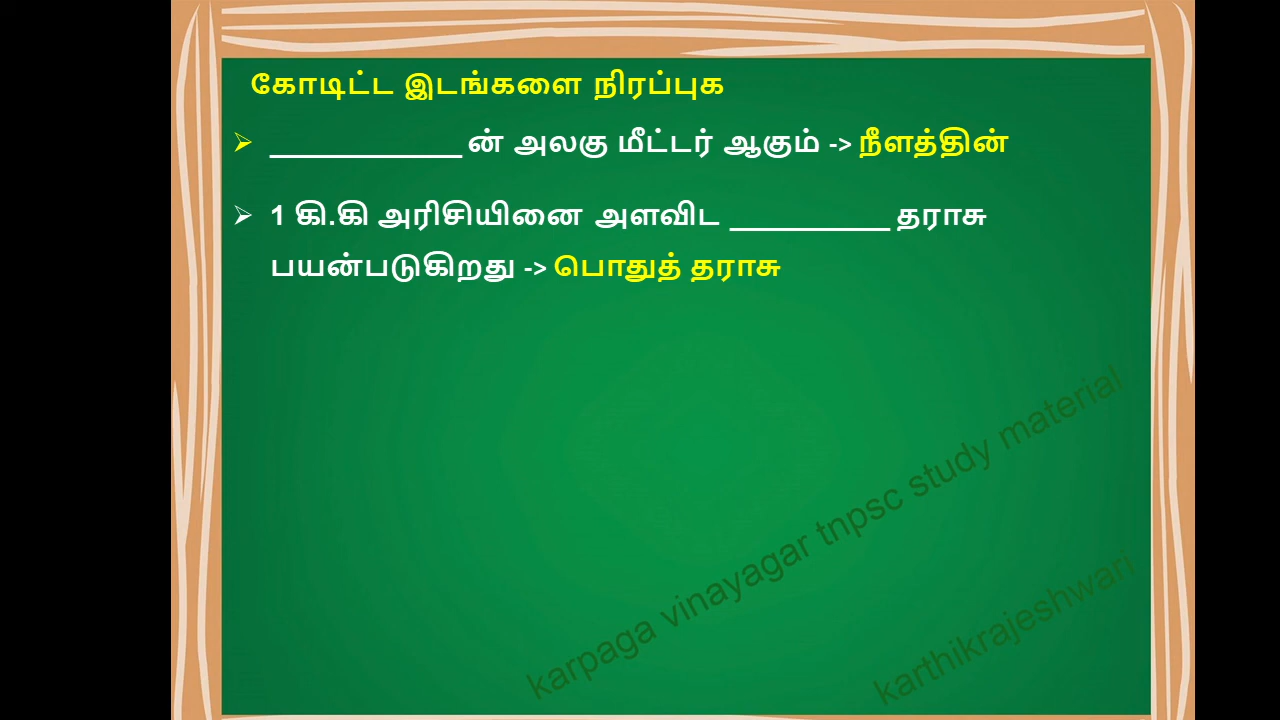 கோடிட்ட இடங்களை நிரப்புக
____________ன் அலகு மீட்டர் ஆகும் -> நீளத்தின்
1 கி.கி அரிசியினை அளவிட __________ தராசு
பயன்படுகிறது -> பொதுத் தராசு
karpaga vinayagar tnpsc study material
karthikrajeshwari